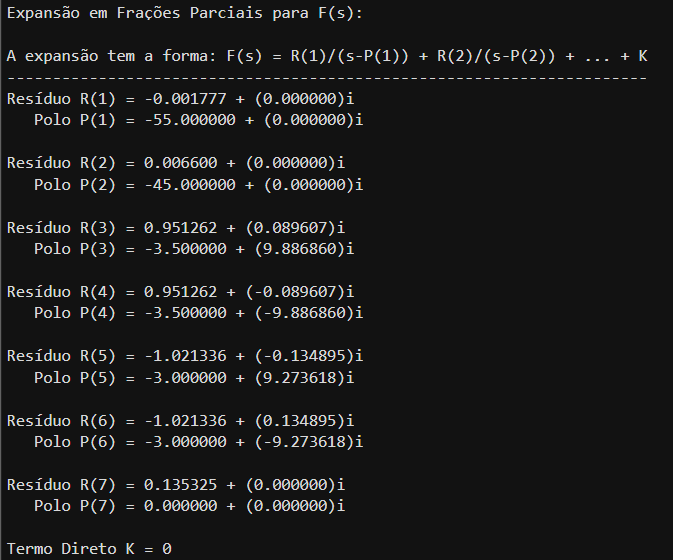 Expansão em Frações Parciais para F(s):
A expansão tem a forma: F(s) = R(1)/(s-P(1)) + R(2)/(s-P(2)) + ... + K
-----------------------------------------------------------------------
Resíduo R(1) = -0.001777 + (0.000000)i
Polo P(1) = -55.000000 + (0.000000)i
Resíduo R(2) = 0.006600 + (0.000000)i
Polo P(2) = -45.000000 + (0.000000)i
Resíduo R(3) = 0.951262 + (0.089607)i
Polo P(3) = -3.500000 + (9.886860)i
Resíduo R(4) = 0.951262 + (-0.089607)i
Polo P(4) = -3.500000 + (-9.886860)i
Resíduo R(5) = -1.021336 + (-0.134895)i
Polo P(5) = -3.000000 + (9.273618)i
Resíduo R(6) = -1.021336 + (0.134895)i
Polo P(6) = -3.000000 + (-9.273618)i
Resíduo R(7) = 0.135325 + (0.000000)i
Polo P(7) = 0.000000 + (0.000000)i
Termo Direto K = 0